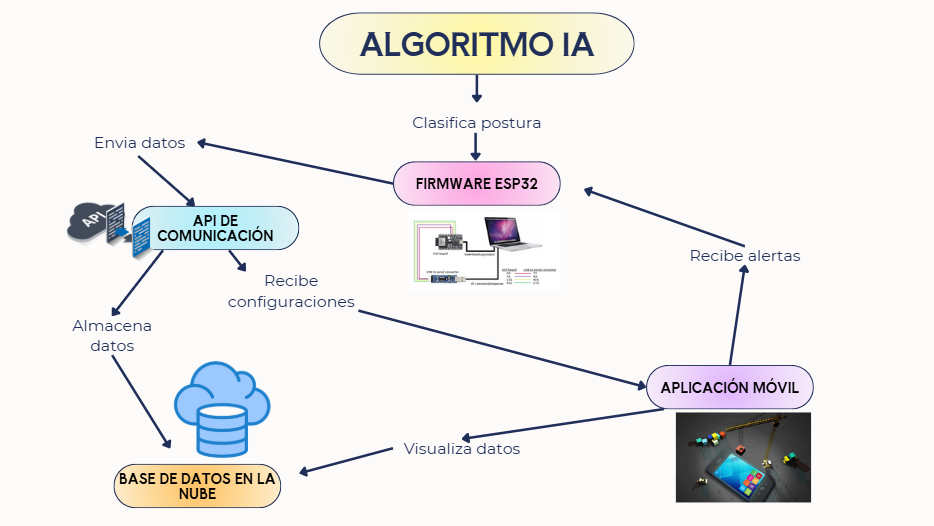 ALGORITMO IA
Clasifica postura
Envia datos
FIRMWARE ESP32
API
API DE
COMUNICACIÓN
Recibe alertas
Recibe
configuraciones
Almacena
datos
APLICACIÓN MÓVIL
Visualiza datos
BASE DE DATOS EN LA
NUBE